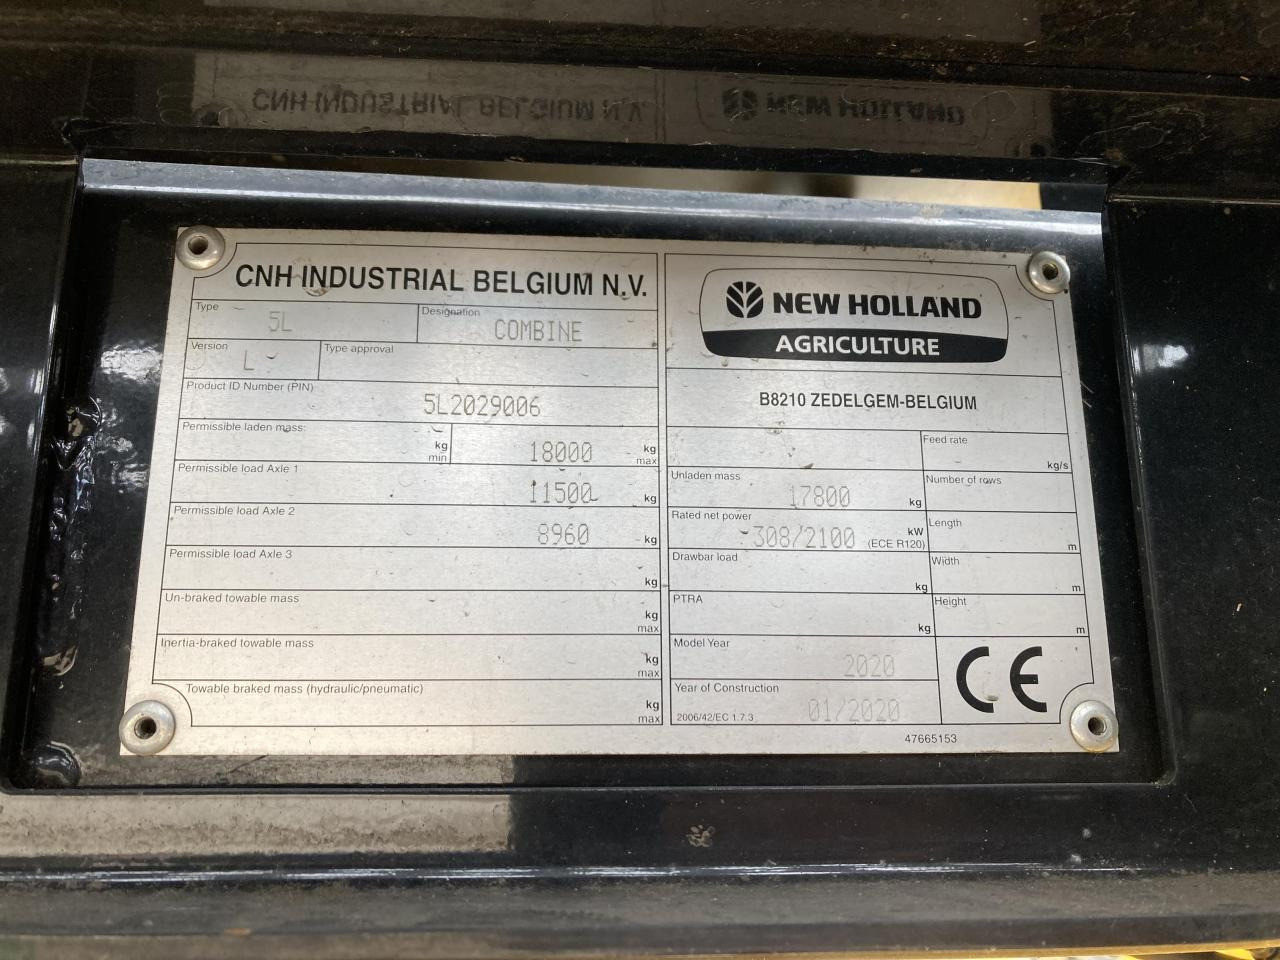 CNH INDUSTRIAL BELGIUM N.V.
Type 5L Designation COMBINE
Version L Type approval
Product ID Number (PIN) 5L2029006
Permissible laden mass: kg min 18000 kg max
Permissible load Axle 1 11500 kg
Permissible load Axle 2 8960 kg
Permissible load Axle 3 kg
Un-braked towable mass kg max
Inertia-braked towable mass kg max
Towable braked mass (hydraulic/pneumatic) kg max
NEW HOLLAND
AGRICULTURE
B8210 ZEDELGEM-BELGIUM
Feed rate kg/s
Unladen mass 17800 kg Number of rows
Rated net power 308/2100 kW (ECE R120) Length m
Drawbar load kg Width m
PTRA kg Height m
Model Year 2020
Year of Construction
2006/42/EC 1.7.3 01/2020
CE
47665153